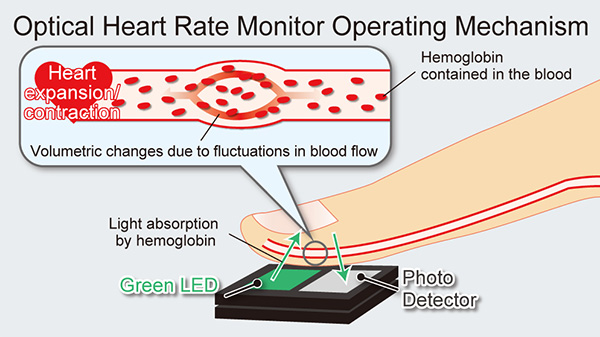 Optical Heart Rate Monitor Operating Mechanism
Heart
expansion/
contraction
Hemoglobin
contained in the blood
Volumetric changes due to fluctuations in blood flow
Light absorption
by hemoglobin
Green LED
Photo
Detector